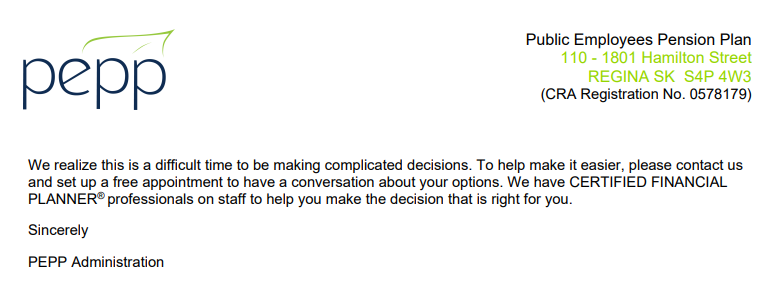 pepp
Public Employees Pension Plan
110 - 1801 Hamilton Street
REGINA SK  S4P 4W3
(CRA Registration No. 0578179)
We realize this is a difficult time to be making complicated decisions. To help make it easier, please contact us
and set up a free appointment to have a conversation about your options. We have CERTIFIED FINANCIAL
PLANNER® professionals on staff to help you make the decision that is right for you.
Sincerely
PEPP Administration